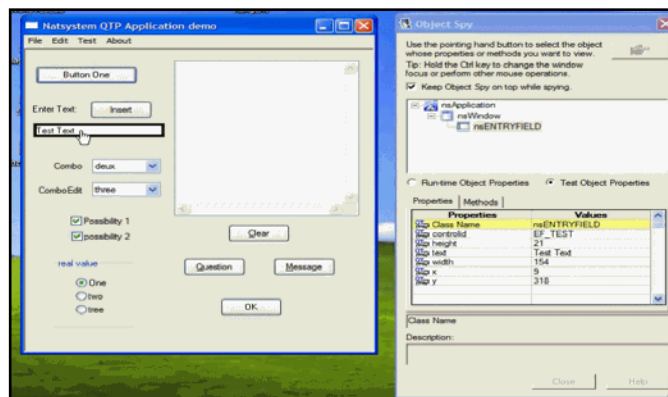 Natsystem QTP Application demo
File Edit Test About
Button One
Enter Text: Insert
Test Text
Combo deux
ComboEdit three
Possibility 1
possibility 2
Clear
real value
One
two
tree
Question Message
OK
Object Spy
Use the pointing hand button to select the object
whose properties or methods you want to view.
Tip: Hold the Ctrl key to change the window
focus or perform other mouse operations.
Keep Object Spy on top while spying.
nsApplication
nsWindow
nsENTRYFIELD
Run-time Object Properties Test Object Properties
Properties Methods
Properties Values
Class Name nsENTRYFIELD
controlid EF_TEST
height 21
text Test Text
width 154
x 9
y 318
Class Name
Description:
Close Help